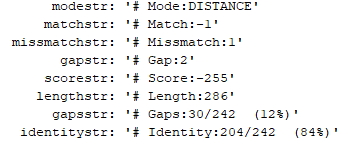 modestr: '# Mode:DISTANCE'
matchstr: '# Match:-1'
missmatchstr: '# Missmatch:1'
gapstr: '# Gap:2'
scorestr: '# Score:-255'
lengthstr: '# Length:286'
gapsstr: '# Gaps:30/242  (12%)'
identitystr: '# Identity:204/242  (84%)'